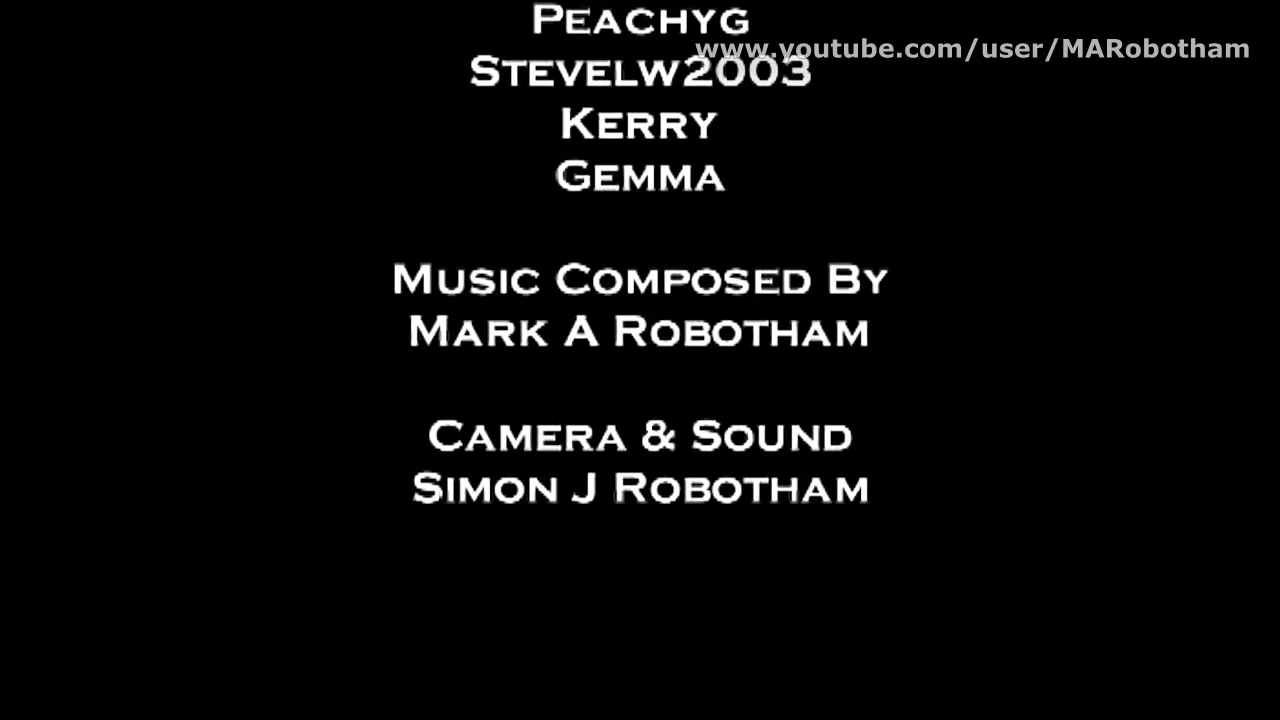 Peachyg
www.youtube.com/user/MARobotham
Stevelw2003
Kerry
Gemma
Music Composed By
Mark A Robotham
Camera & Sound
Simon J Robotham